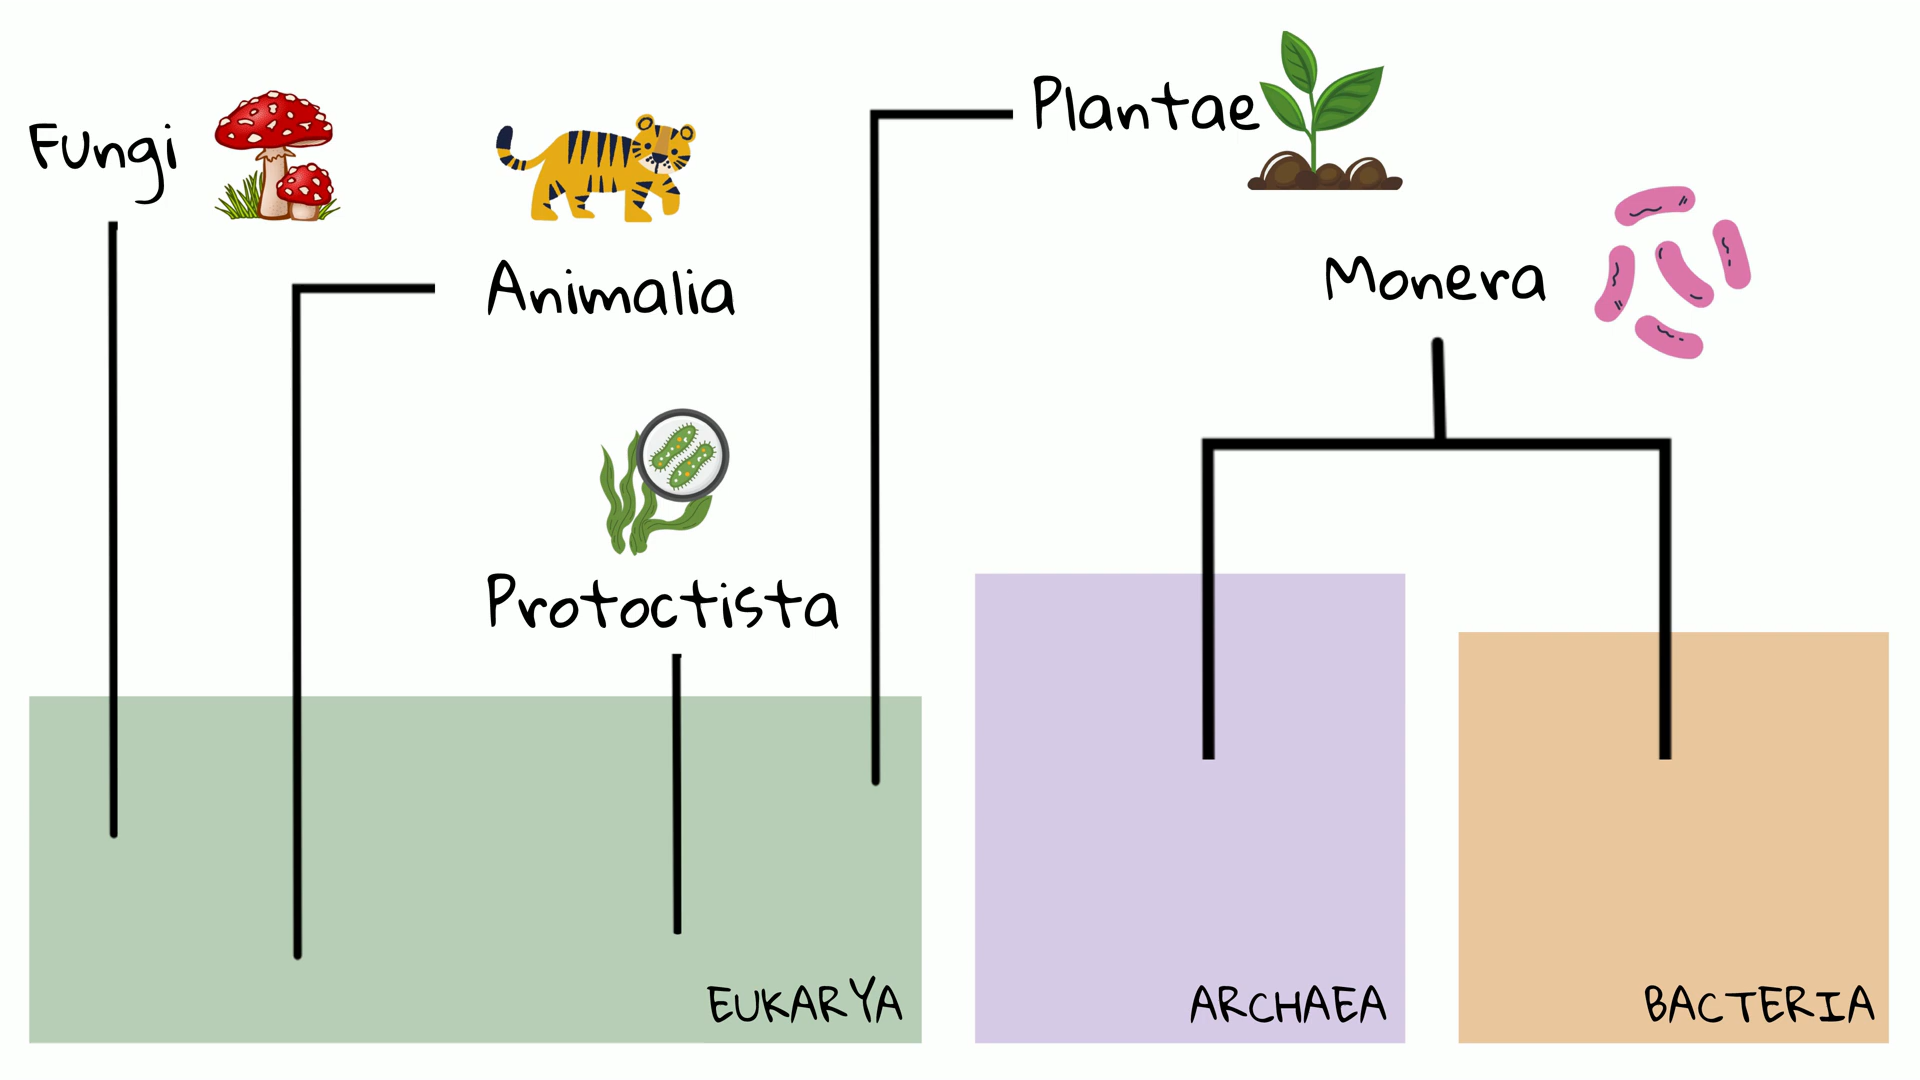 Fungi
Animalia
Plantae
Monera
Protoctista
EUKARYA
ARCHAEA
BACTERIA